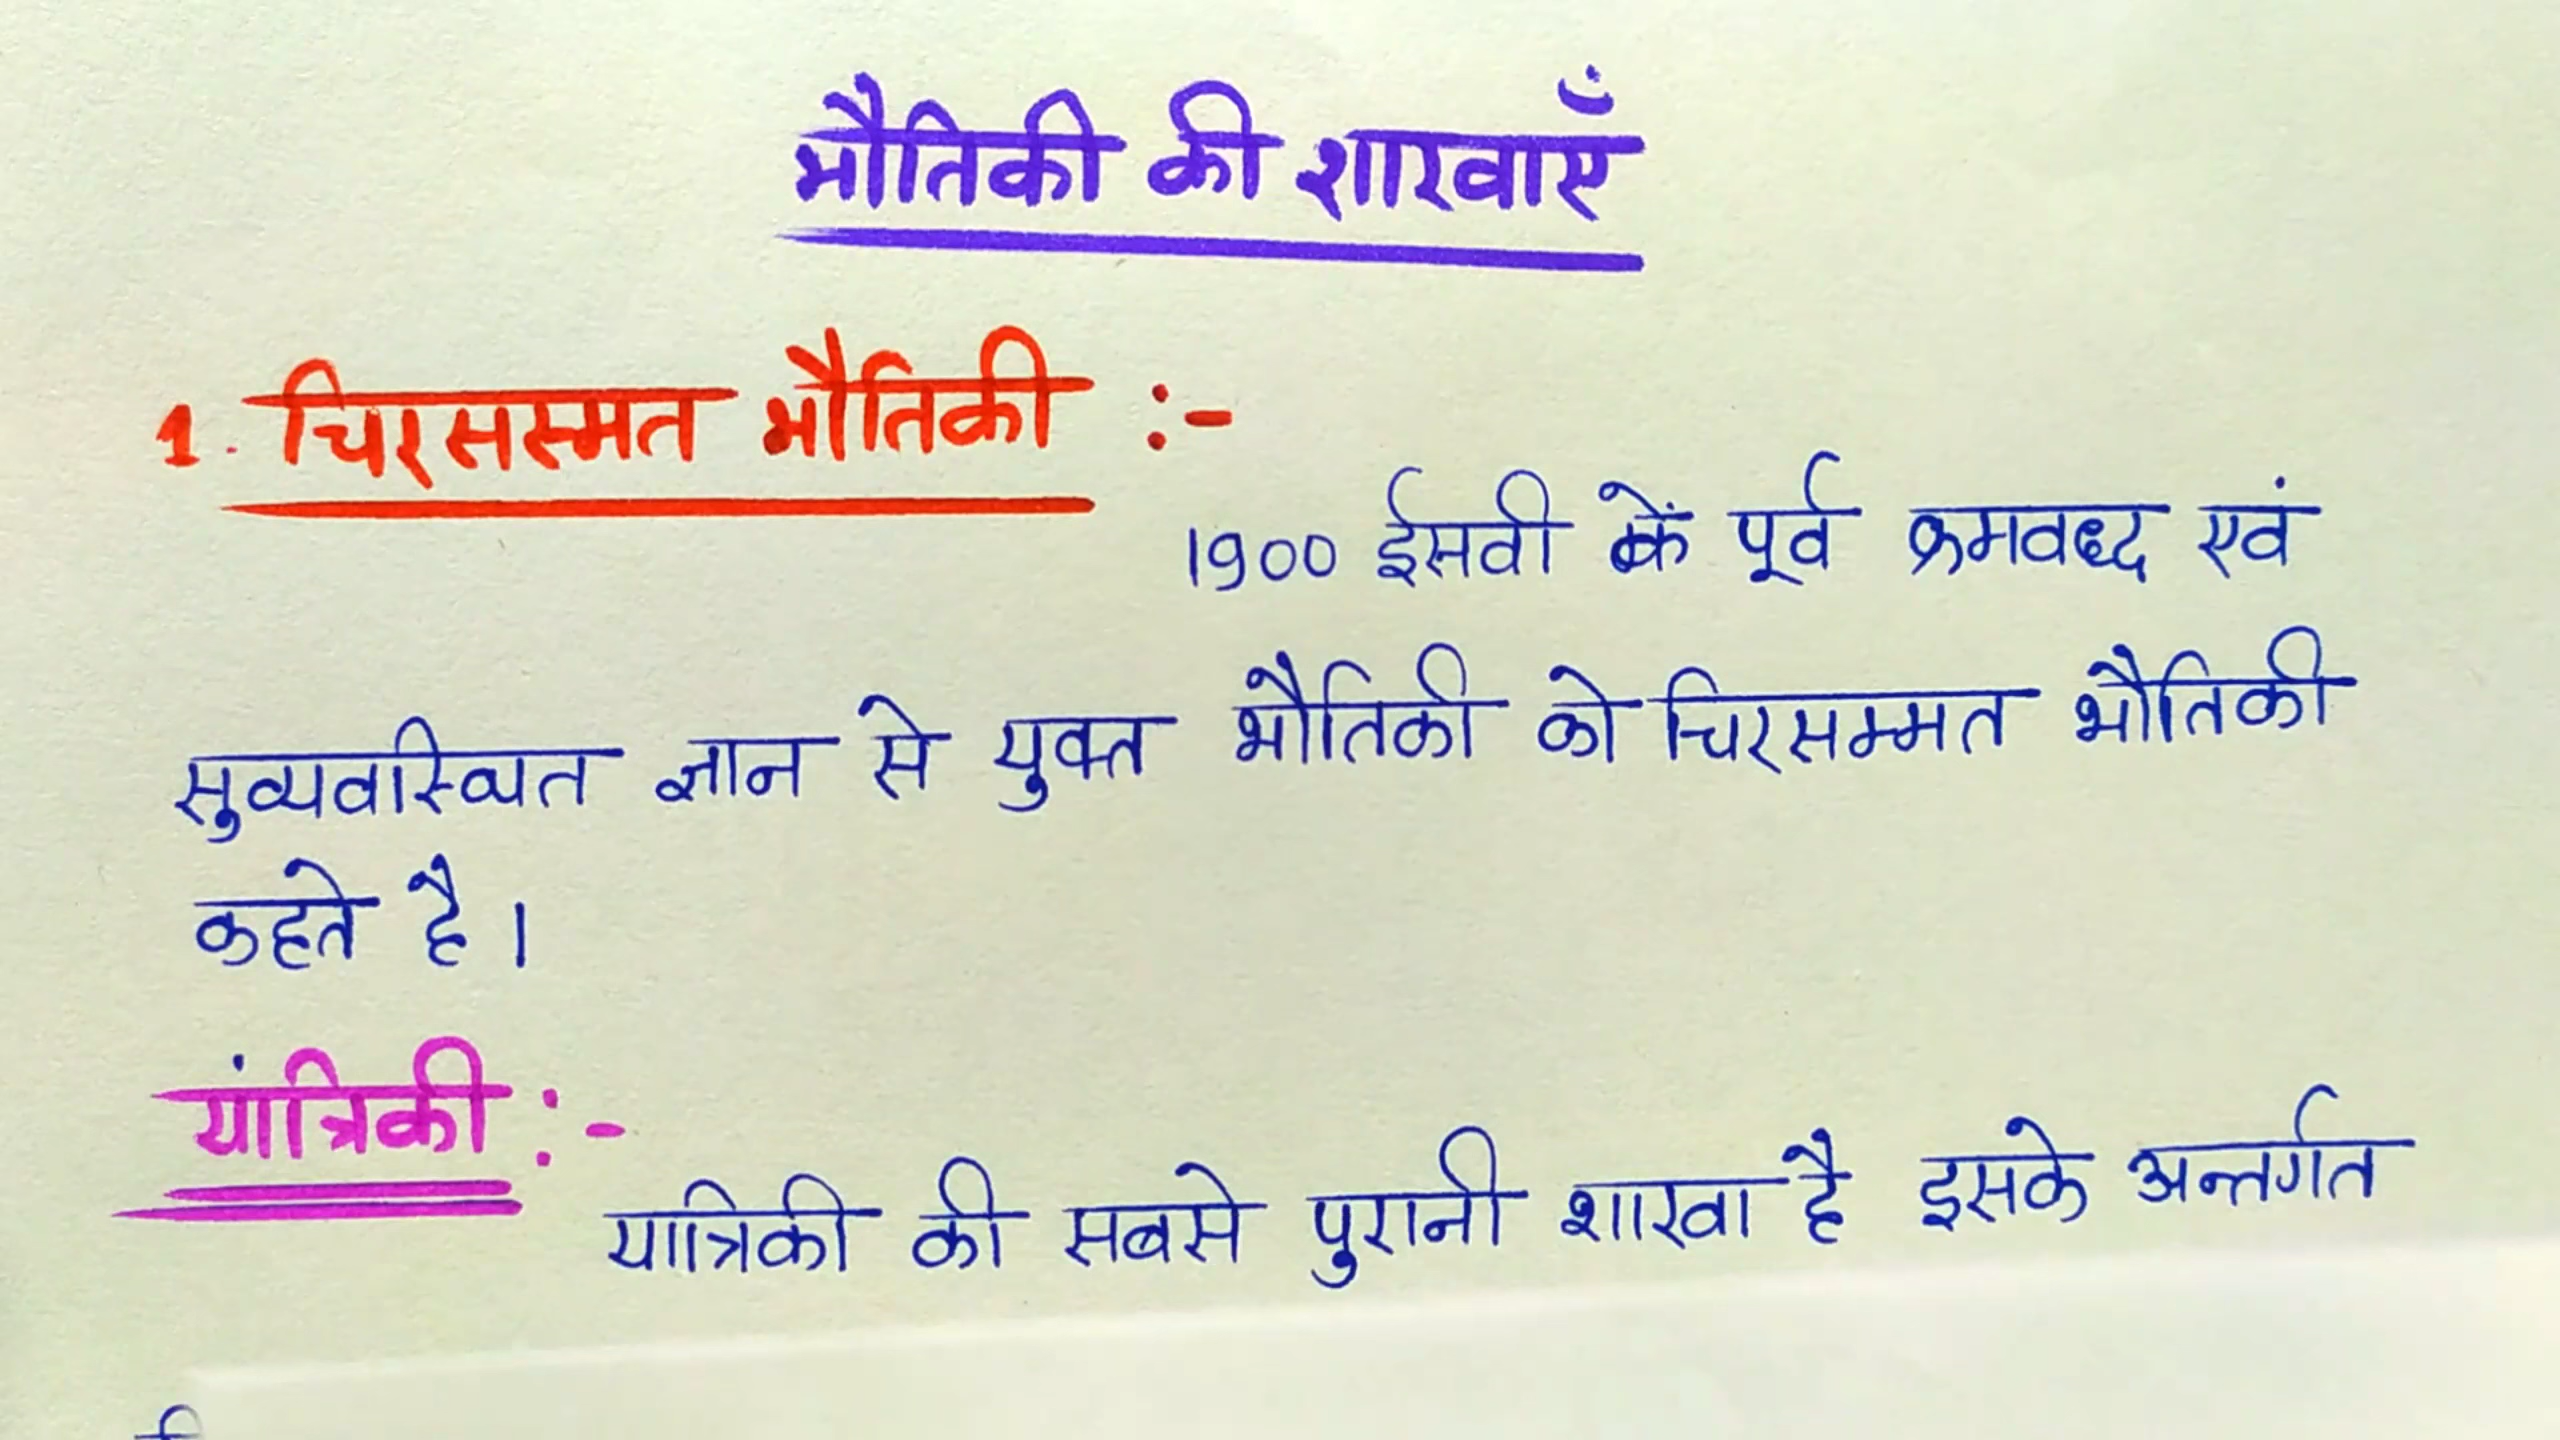 भौतिकी की शाखाएँ
1. चिरसस्मत भौतिकी :-
1900 ईसवी के पूर्व क्रमवद्ध एवं
सुव्यवस्थित ज्ञान से युक्त भौतिकी को चिरसम्मत भौतिकी
कहते है।
यांत्रिकी :-
यात्रिकी की सबसे पुरानी शाखा है इसके अन्तर्गत